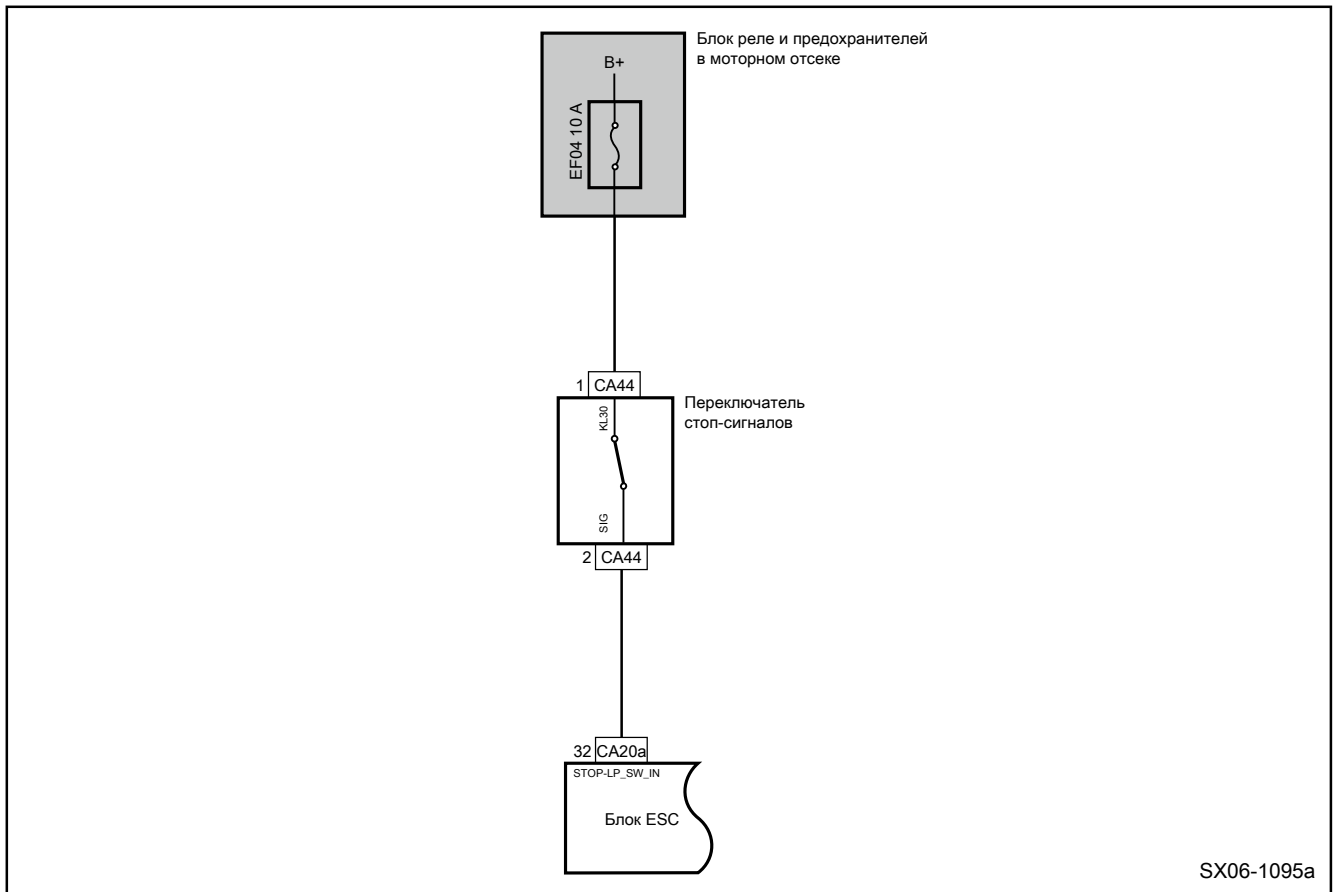 Блок реле и предохранителей
в моторном отсеке
B+
EF04 10 A
1 CA44
Переключатель
стоп-сигналов
KL30
SIG
2 CA44
32 CA20a
STOP-LP_SW_IN
Блок ESC
SX06-1095a